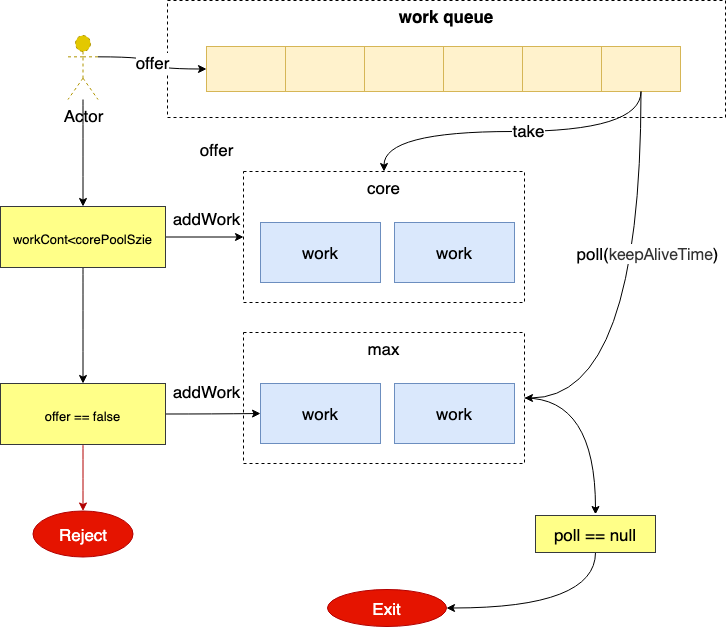 work queue
offer
Actor
take
offer
core
addWork
workCont<corePoolSzie
work
work
poll(keepAliveTime)
max
addWork
offer == false
work
work
Reject
poll == null
Exit